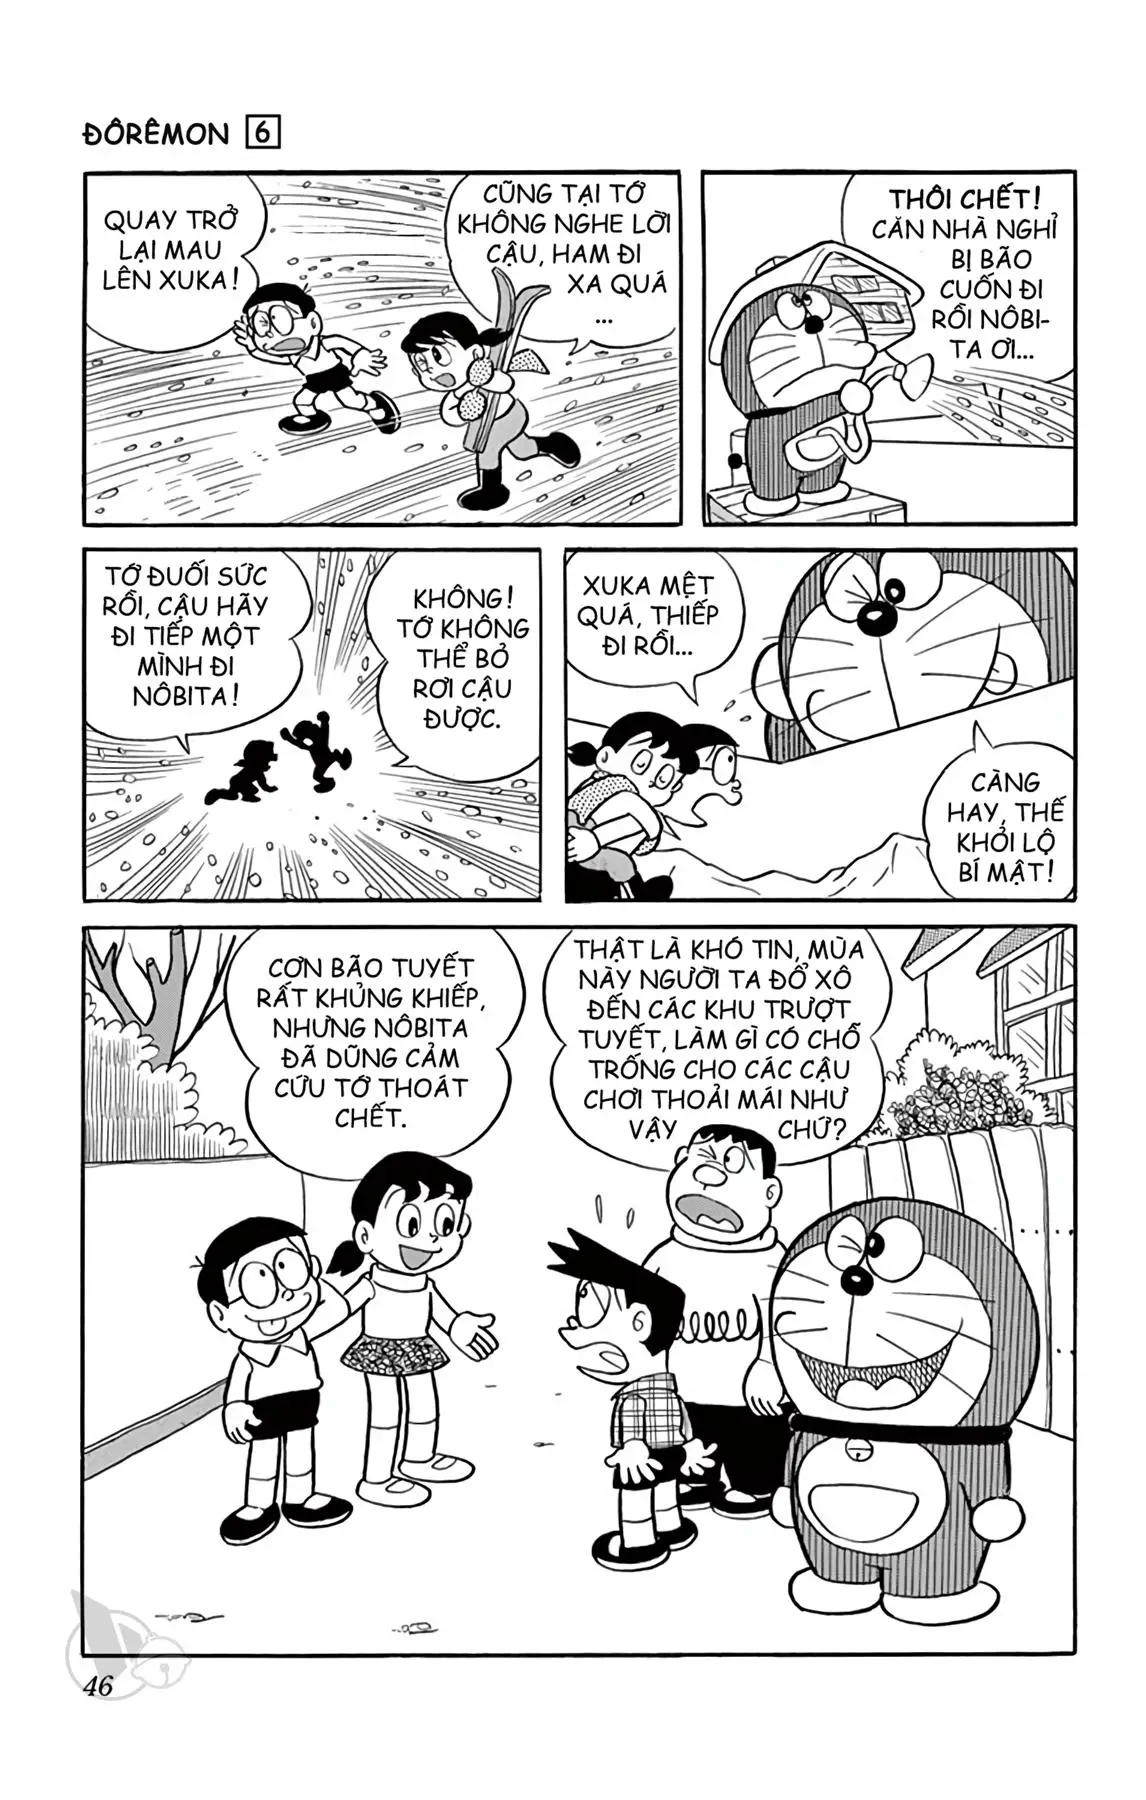 ĐÔRÊMON 6
QUAY TRỞ
LẠI MAU
LÊN XUKA!
CŨNG TẠI TỚ
KHÔNG NGHE LỜI
CẬU, HAM ĐI
XA QUÁ
...
THÔI CHẾT!
CĂN NHÀ NGHỈ
BỊ BÃO
CUỐN ĐI
RỒI NÔBI-
TA ƠI...
TỚ ĐUỐI SỨC
RỒI, CẬU HÃY
ĐI TIẾP MỘT
MÌNH ĐI
NÔBITA!
KHÔNG!
TỚ KHÔNG
THỂ BỎ
RƠI CẬU
ĐƯỢC.
XUKA MỆT
QUÁ, THIẾP
ĐI RỒI...
CÀNG
HAY, THẾ
KHỎI LỘ
BÍ MẬT!
CƠN BÃO TUYẾT
RẤT KHỦNG KHIẾP,
NHƯNG NÔBITA
ĐÃ DŨNG CẢM
CỨU TỚ THOÁT
CHẾT.
THẬT LÀ KHÓ TIN, MÙA
NÀY NGƯỜI TA ĐỔ XÔ
ĐẾN CÁC KHU TRƯỢT
TUYẾT, LÀM GÌ CÓ CHỖ
TRỐNG CHO CÁC CẬU
CHƠI THOẢI MÁI NHƯ
VẬY CHỨ?
46